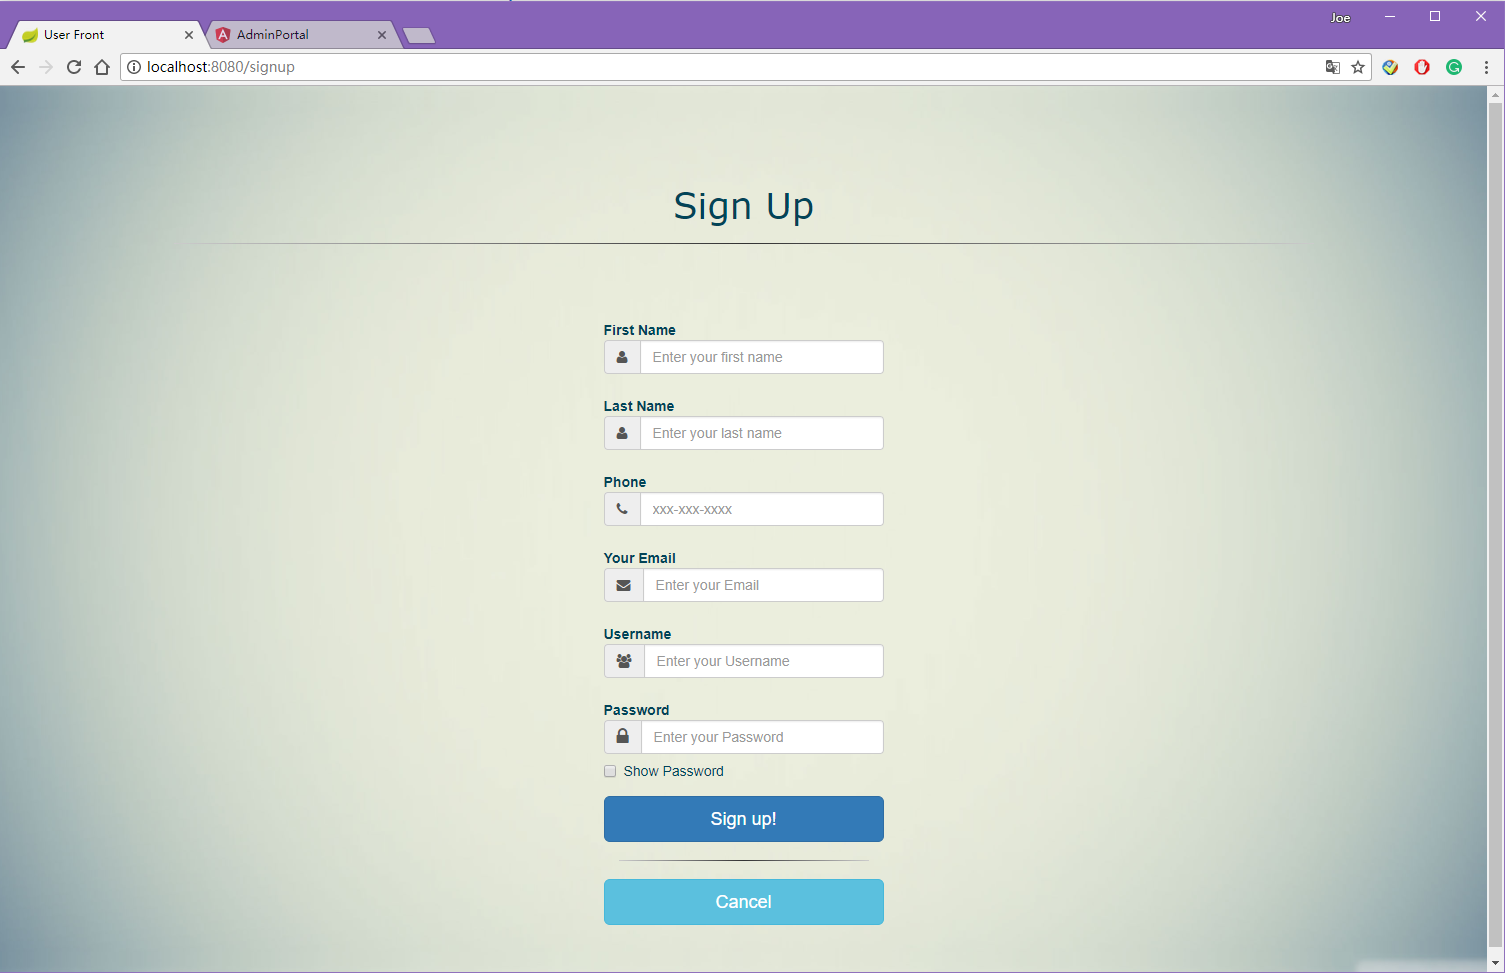 Joe
User Front
AdminPortal
localhost:8080/signup
Sign Up
First Name
Enter your first name
Last Name
Enter your last name
Phone
xxx-xxx-xxxx
Your Email
Enter your Email
Username
Enter your Username
Password
Enter your Password
Show Password
Sign up!
Cancel